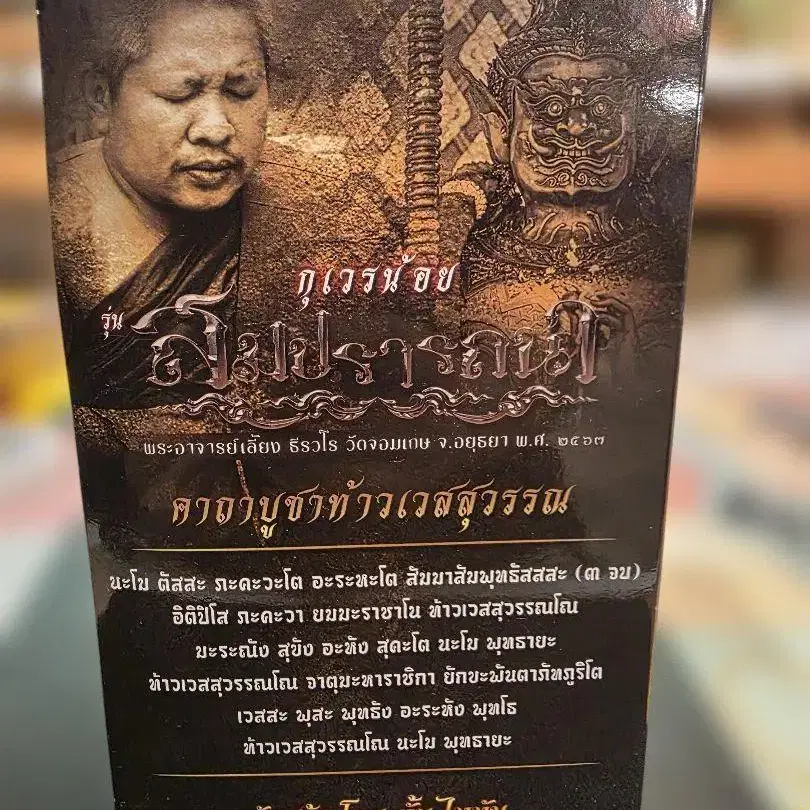 กุเวรน้อย
รุ่น
สมปรารถนา
พระอาจารย์เลี้ยง ธีรวโร วัดจอมเกษ จ.อยุธยา พ.ศ. ๒๕๖๓
คาถาบูชาท้าวเวสสุวรรณ
นะโม ตัสสะ ภะคะวะโต อะระหะโต สัมมาสัมพุทธัสสสะ (๓ จบ)
อิติปิโส ภะคะวา ยมมะราชาโน ท้าวเวสสุวรรณโณ
มะระณัง สุขัง อะหัง สุคะโต นะโม พุทธายะ
ท้าวเวสสุวรรณโณ จาตุมะหาราชิกา ยักขะพันตาภัทภูริโต
เวสสะ พุสะ พุทธัง อะระหัง พุทโธ
ท้าวเวสสุวรรณโณ นะโม พุทธายะ